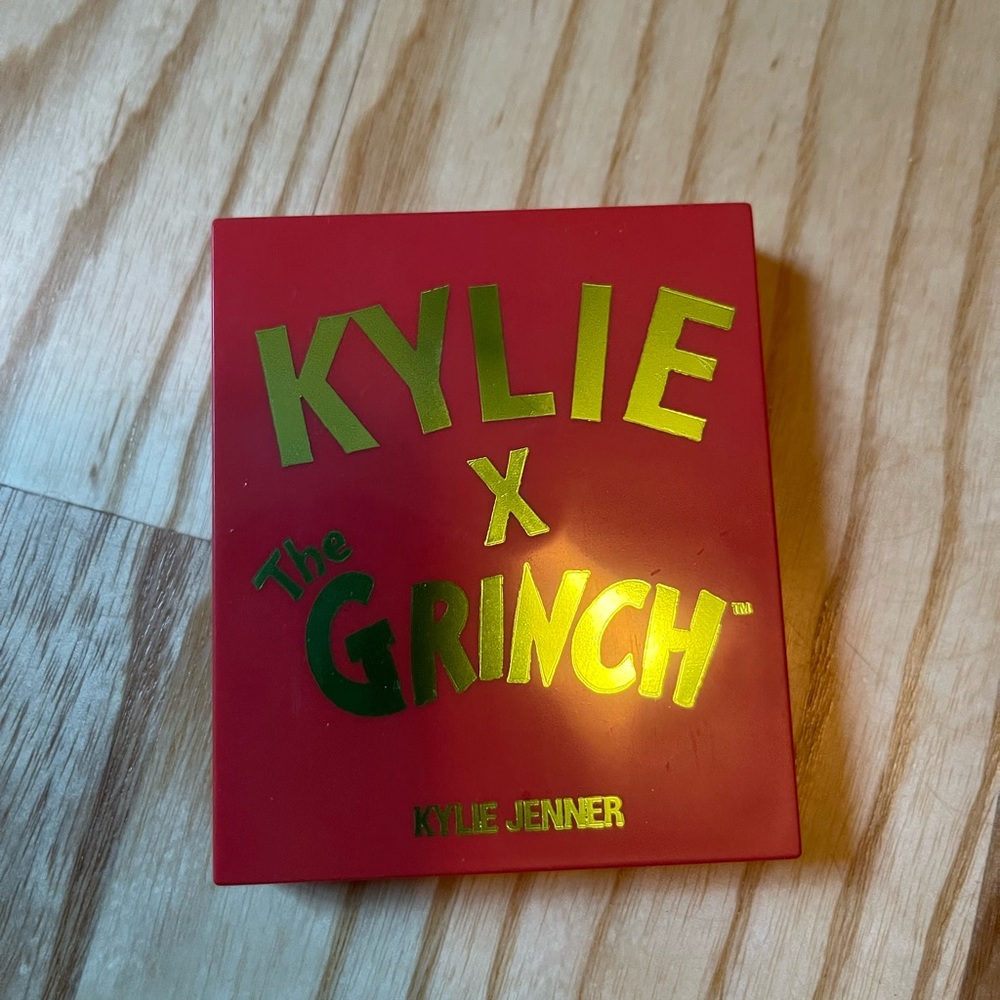 KYLIE
X
The
GRINCH™
KYLIE JENNER